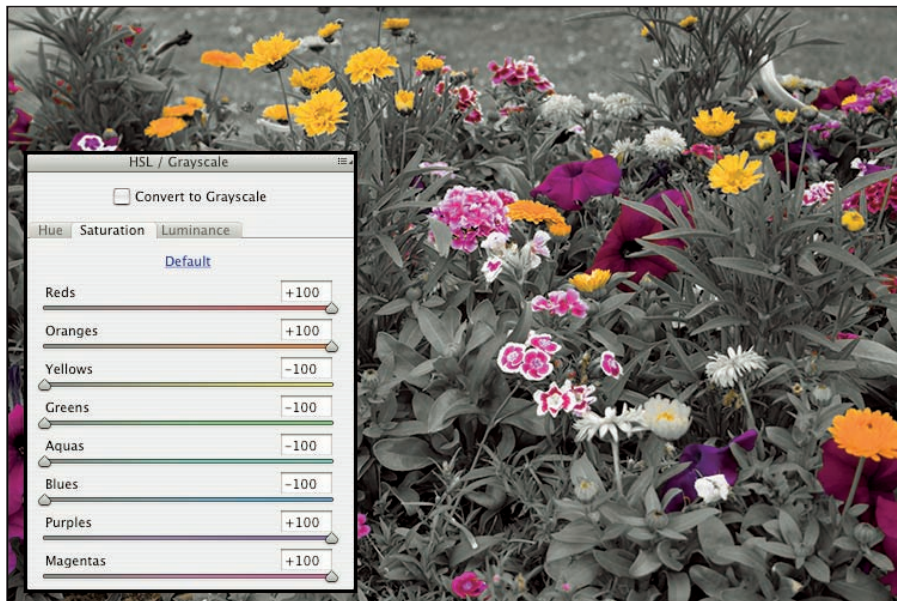 HSL / Grayscale
Convert to Grayscale
Hue Saturation Luminance
Default
Reds +100
Oranges +100
Yellows -100
Greens -100
Aquas -100
Blues -100
Purples +100
Magentas +100